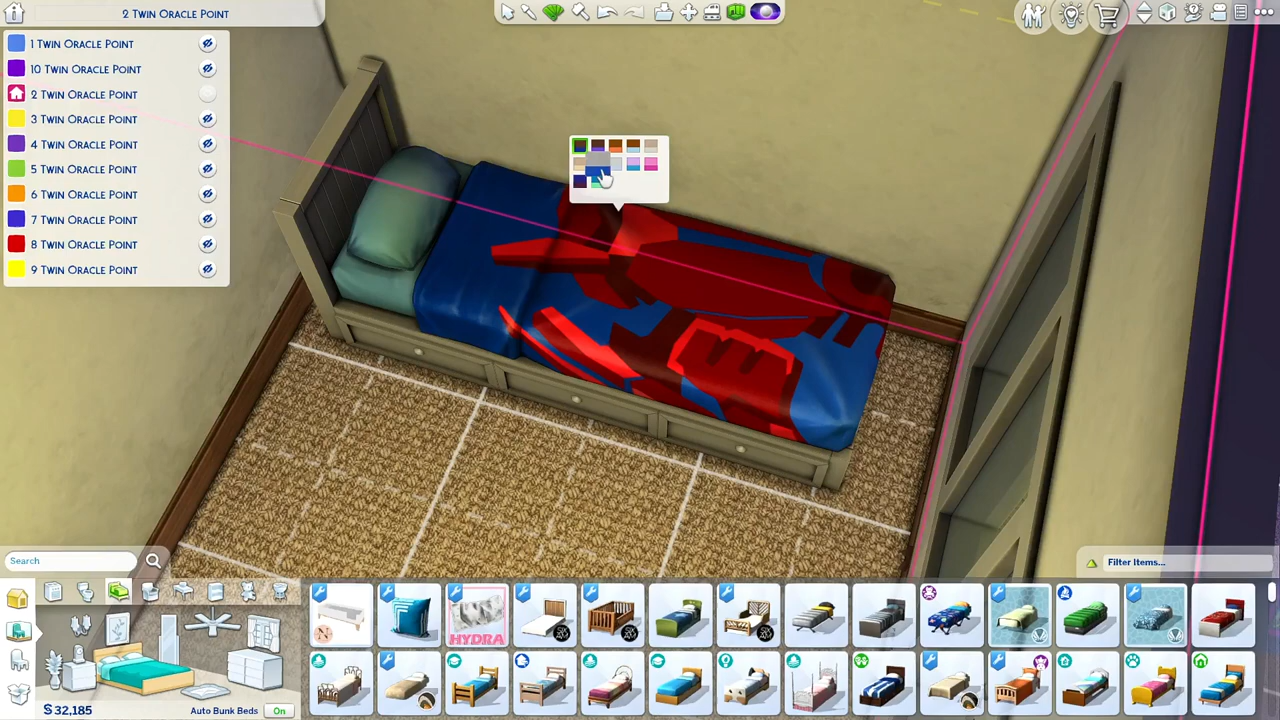 2 Twin Oracle Point
1 Twin Oracle Point
10 Twin Oracle Point
2 Twin Oracle Point
3 Twin Oracle Point
4 Twin Oracle Point
5 Twin Oracle Point
6 Twin Oracle Point
7 Twin Oracle Point
8 Twin Oracle Point
9 Twin Oracle Point
Search
Filter Items...
HYDRA
§32,185
Auto Bunk Beds On